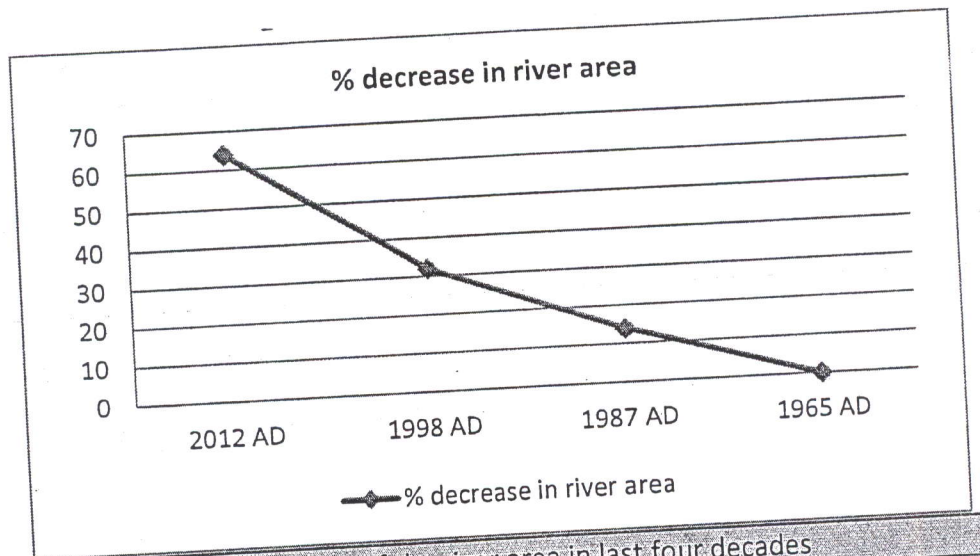 % decrease in river area
70
60
50
40
30
20
10
0
2012 AD
1998 AD
1987 AD
1965 AD
% decrease in river area
area in last four decades